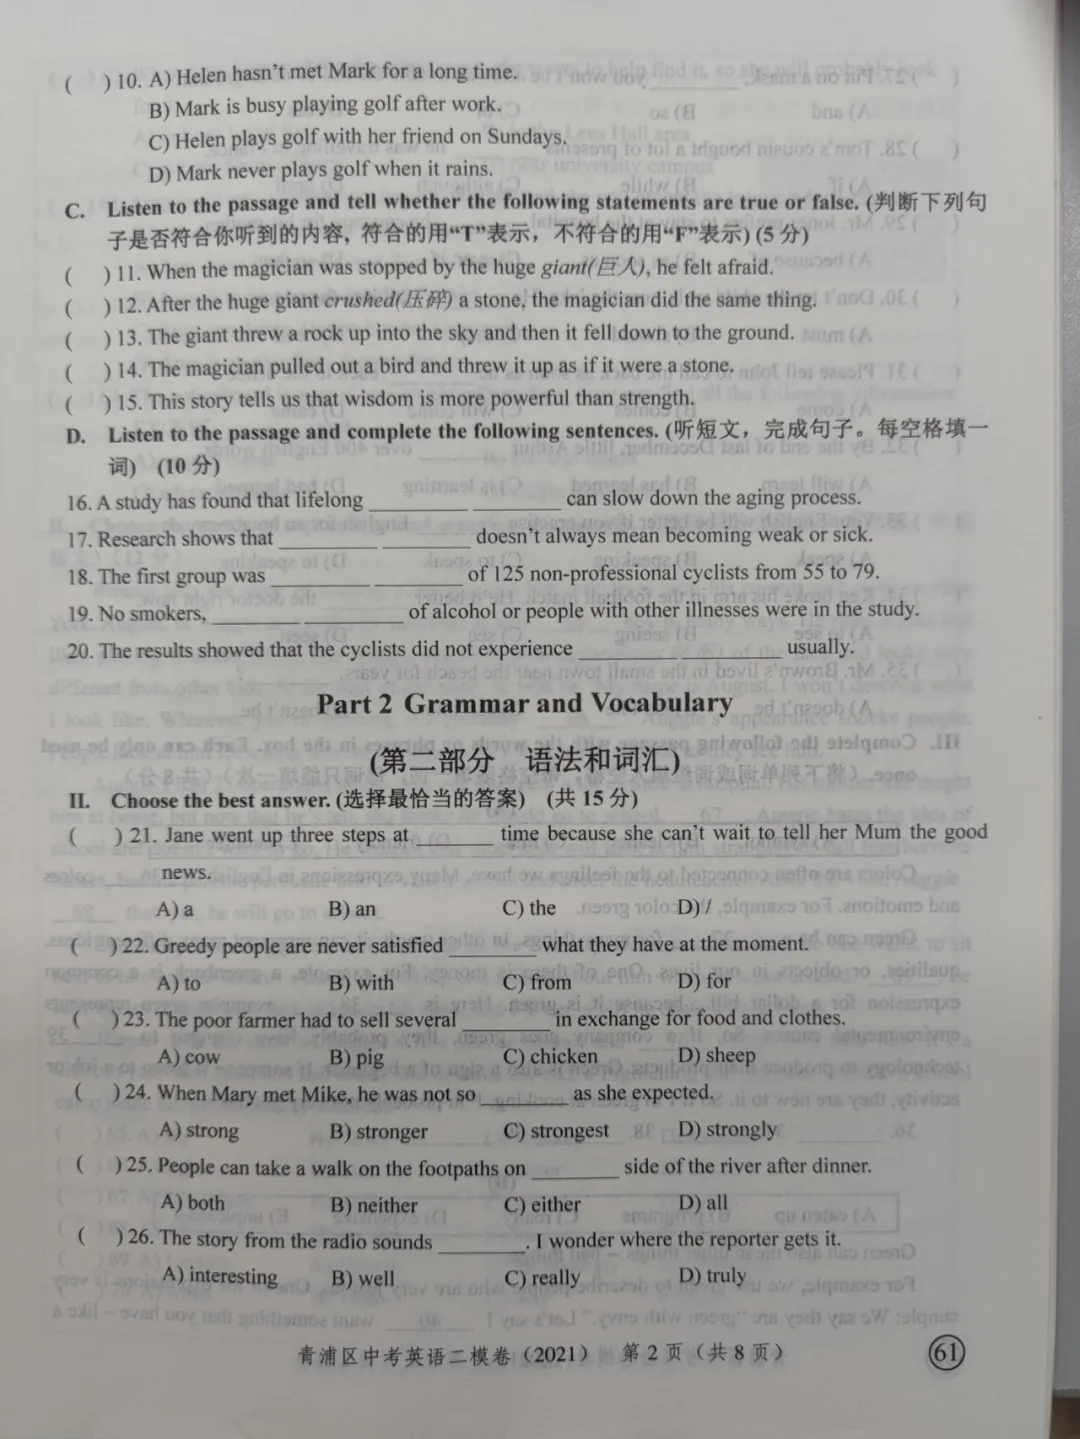 ( ) 10. A) Helen hasn't met Mark for a long time.
B) Mark is busy playing golf after work.
C) Helen plays golf with her friend on Sundays.
D) Mark never plays golf when it rains.
C. Listen to the passage and tell whether the following statements are true or false. (判断下列句
子是否符合你听到的内容, 符合的用“T”表示，不符合的用“F”表示) (5 分)
( ) 11. When the magician was stopped by the huge giant(巨人), he felt afraid.
( ) 12. After the huge giant crushed(压碎) a stone, the magician did the same thing.
( ) 13. The giant threw a rock up into the sky and then it fell down to the ground.
( ) 14. The magician pulled out a bird and threw it up as if it were a stone.
( ) 15. This story tells us that wisdom is more powerful than strength.
D. Listen to the passage and complete the following sentences. (听短文，完成句子。每空格填一
词) (10 分)
16. A study has found that lifelong ________ ________ can slow down the aging process.
17. Research shows that ________ ________ doesn't always mean becoming weak or sick.
18. The first group was ________ ________ of 125 non-professional cyclists from 55 to 79.
19. No smokers, ________ ________ of alcohol or people with other illnesses were in the study.
20. The results showed that the cyclists did not experience ________ ________ usually.
Part 2 Grammar and Vocabulary
(第二部分 语法和词汇)
II. Choose the best answer. (选择最恰当的答案) (共 15 分)
( ) 21. Jane went up three steps at ________ time because she can't wait to tell her Mum the good
news.
A) a B) an C) the D) /
( ) 22. Greedy people are never satisfied ________ what they have at the moment.
A) to B) with C) from D) for
( ) 23. The poor farmer had to sell several ________ in exchange for food and clothes.
A) cow B) pig C) chicken D) sheep
( ) 24. When Mary met Mike, he was not so ________ as she expected.
A) strong B) stronger C) strongest D) strongly
( ) 25. People can take a walk on the footpaths on ________ side of the river after dinner.
A) both B) neither C) either D) all
( ) 26. The story from the radio sounds ________. I wonder where the reporter gets it.
A) interesting B) well C) really D) truly
青浦区中考英语二模卷（2021） 第 2 页（共 8 页）
61